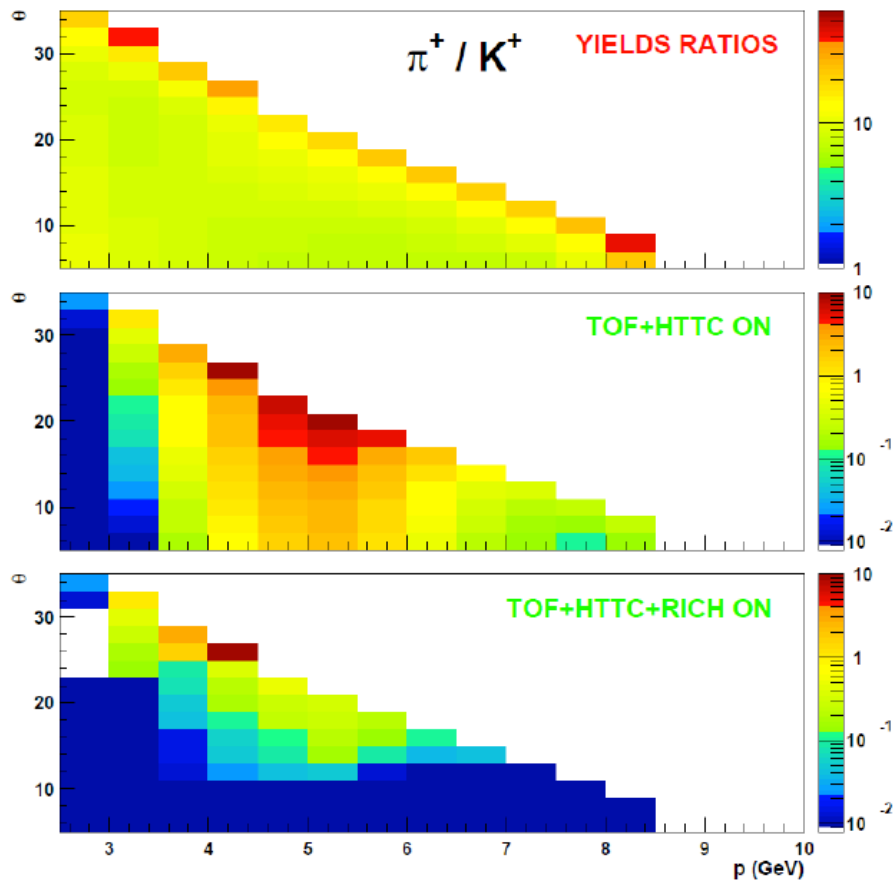 θ
30
20
10
π⁺ / K⁺
YIELDS RATIOS
10
1
θ
30
20
10
TOF+HTTC ON
10
1
10 -1
10 -2
θ
30
20
10
TOF+HTTC+RICH ON
10
1
10 -1
10 -2
3 4 5 6 7 8 9 10
p (GeV)